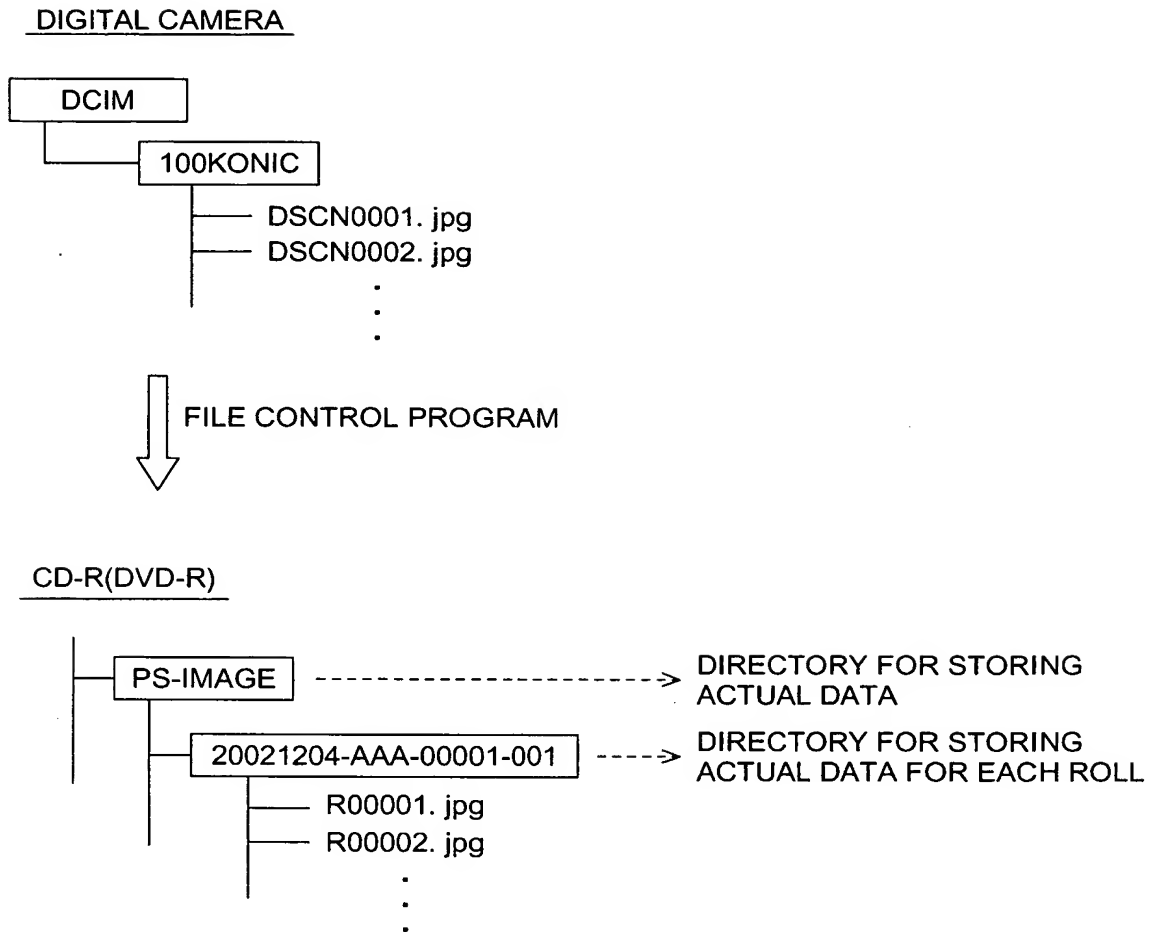 DIGITAL CAMERA
DCIM
100KONIC
DSCN0001. jpg
DSCN0002. jpg
FILE CONTROL PROGRAM
CD-R(DVD-R)
PS-IMAGE
DIRECTORY FOR STORING
ACTUAL DATA
20021204-AAA-00001-001
DIRECTORY FOR STORING
ACTUAL DATA FOR EACH ROLL
R00001. jpg
R00002. jpg